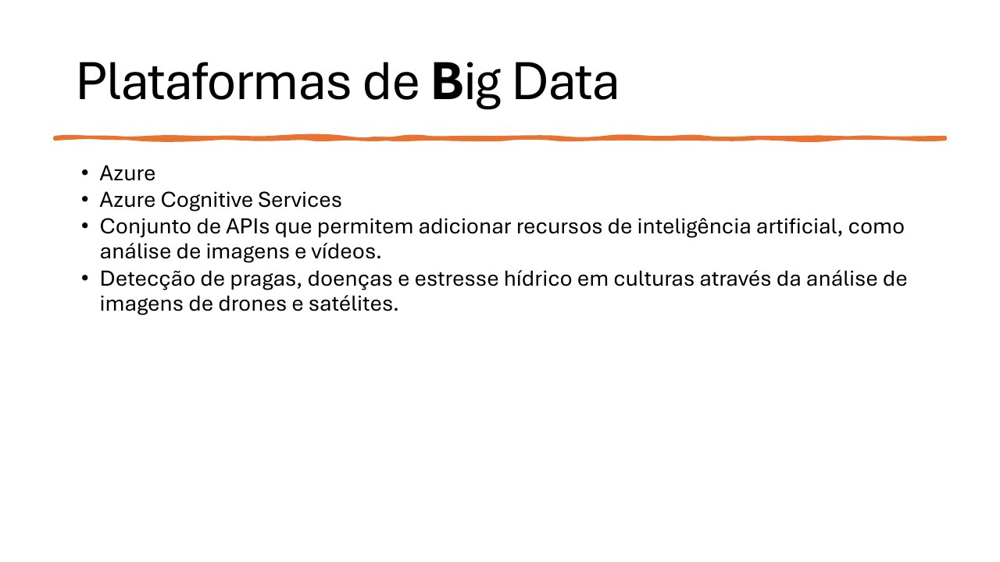 Plataformas de Big Data
• Azure
• Azure Cognitive Services
• Conjunto de APIs que permitem adicionar recursos de inteligência artificial, como
análise de imagens e vídeos.
• Detecção de pragas, doenças e estresse hídrico em culturas através da análise de
imagens de drones e satélites.